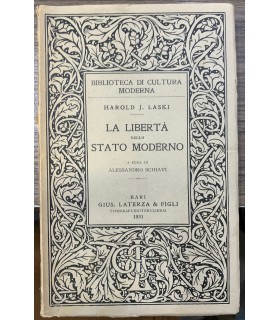 BIBLIOTECA DI CULTURA
MODERNA
HAROLD J. LASKI
LA LIBERTÀ
NELLO
STATO MODERNO
A CURA DI
ALESSANDRO SCHIAVI
BARI
GIUS. LATERZA & FIGLI
TIPOGRAFI-EDITORI-LIBRAI
1931